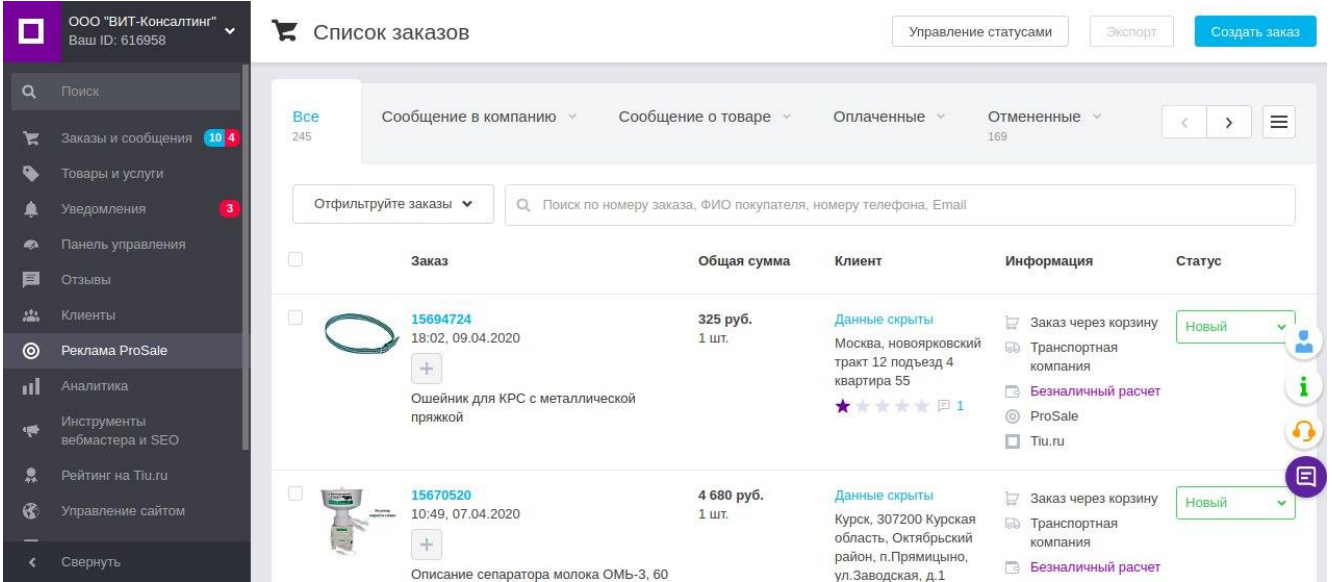 ООО "ВИТ-Консалтинг"
Ваш ID: 616958
Поиск
Заказы и сообщения 10 4
Товары и услуги
Уведомления 3
Панель управления
Отзывы
Клиенты
Реклама ProSale
Аналитика
Инструменты
вебмастера и SEO
Рейтинг на Tiu.ru
Управление сайтом
Свернуть
Список заказов
Управление статусами
Экспорт
Создать заказ
Все
245
Сообщение в компанию
Сообщение о товаре
Оплаченные
Отмененные
169
Отфильтруйте заказы
Поиск по номеру заказа, ФИО покупателя, номеру телефона, Email
Заказ
Общая сумма
Клиент
Информация
Статус
15694724
18:02, 09.04.2020
+
Ошейник для КРС с металлической
пряжкой
325 руб.
1 шт.
Данные скрыты
Москва, новоярковский
тракт 12 подъезд 4
квартира 55
1
Заказ через корзину
Транспортная
компания
Безналичный расчет
ProSale
Tiu.ru
Новый
15670520
10:49, 07.04.2020
+
Описание сепаратора молока ОМЬ-3, 60
4 680 руб.
1 шт.
Данные скрыты
Курск, 307200 Курская
область, Октябрьский
район, п.Прямицыно,
ул.Заводская, д.1
Заказ через корзину
Транспортная
компания
Безналичный расчет
Новый